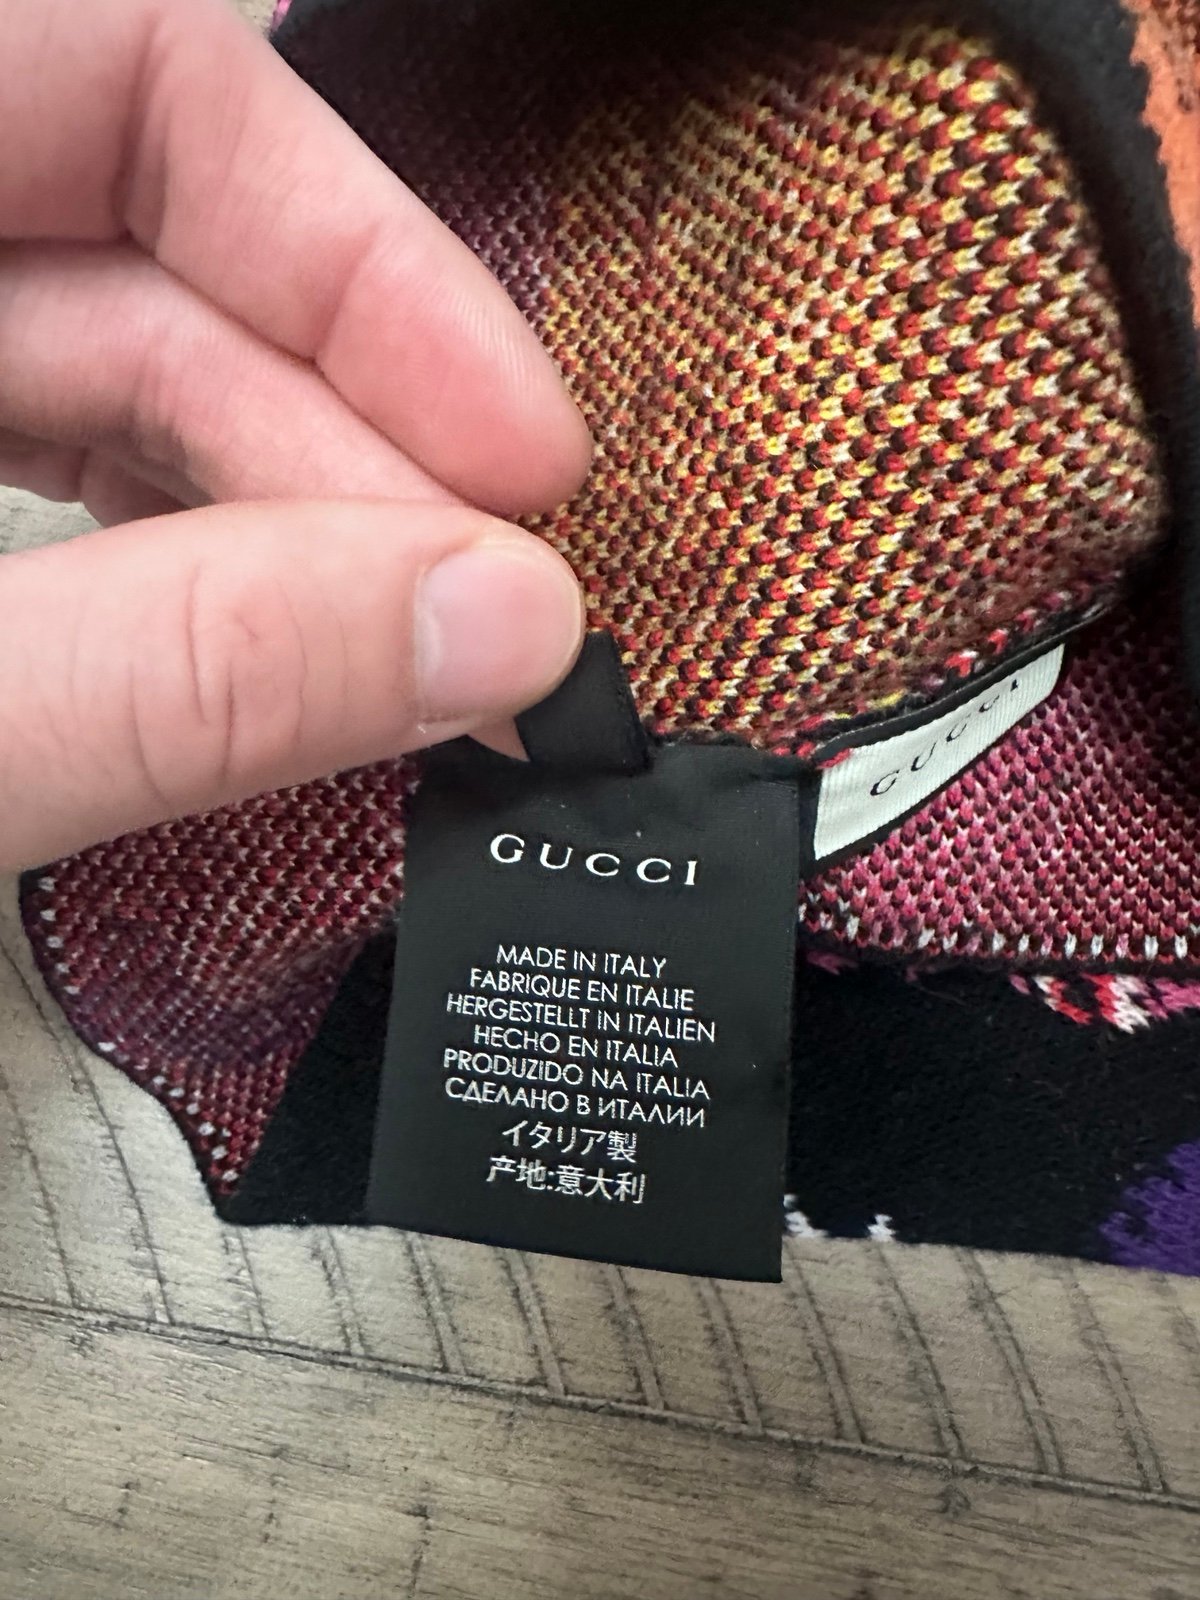 GUCCI
GUCCI
MADE IN ITALY
FABRIQUE EN ITALIE
HERGESTELLT IN ITALIEN
HECHO EN ITALIA
PRODUZIDO NA ITALIA
СДЕЛАНО В ИТАЛИИ
イタリア製
产地:意大利